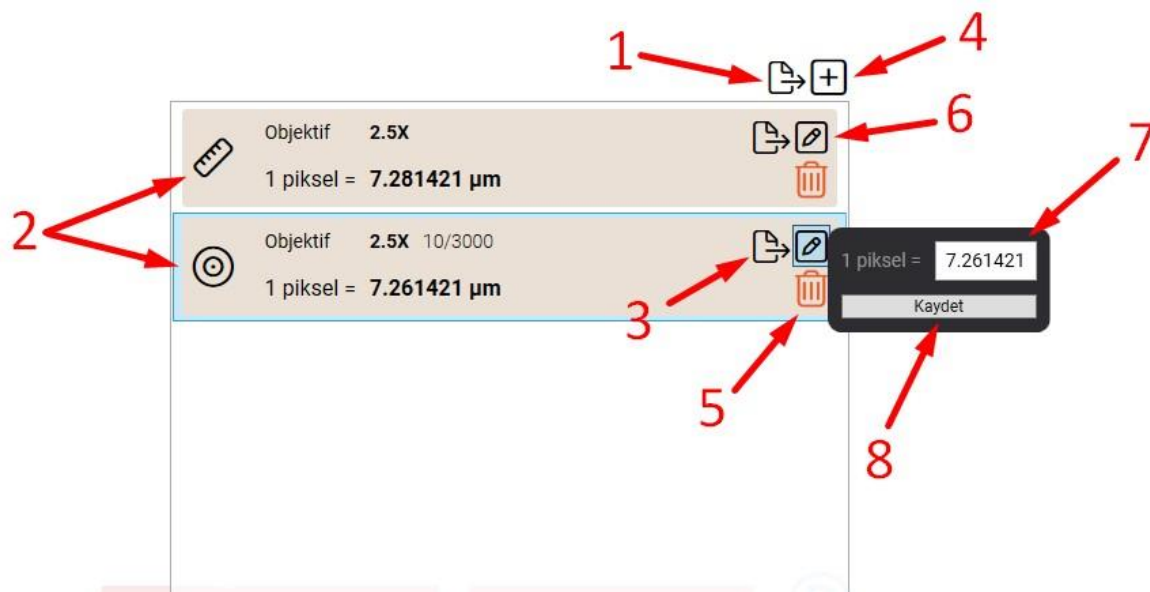 1
4
6
7
Objektif 2.5X
1 piksel = 7.281421 µm
2
Objektif 2.5X 10/3000
1 piksel = 7.261421 µm
3
1 piksel = 7.261421
Kaydet
5
8